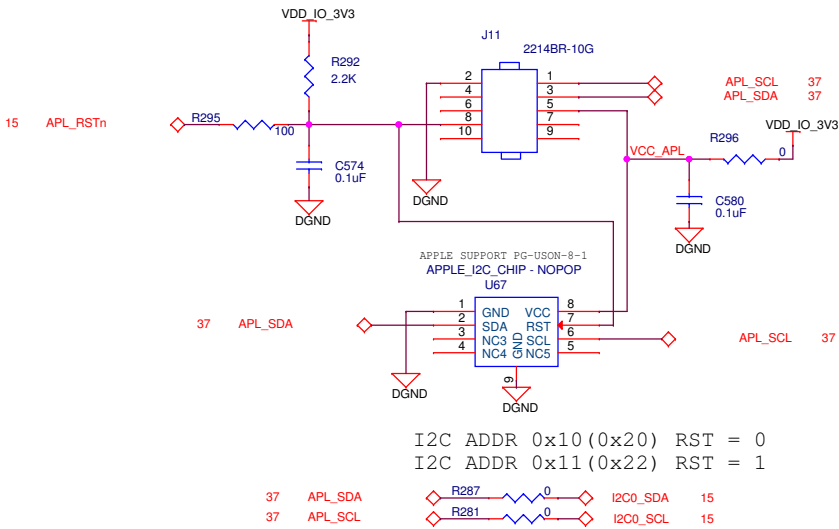 VDD_IO_3V3
J11
2214BR-10G
R292
2.2K
2 1
4 3
6 5
8 7
10 9
APL_SCL 37
APL_SDA 37
15 APL_RSTn
R295
100
R296
0
VDD_IO_3V3
VCC_APL
C574
0.1uF
DGND
DGND
C580
0.1uF
DGND
APPLE SUPPORT PG-USON-8-1
APPLE_I2C_CHIP - NOPOP
U67
1 GND VCC 8
2 SDA RST 7
3 NC3 SCL 6
4 NC4 NC5 5
GND
9
37 APL_SDA
APL_SCL 37
DGND
DGND
I2C ADDR 0x10(0x20) RST = 0
I2C ADDR 0x11(0x22) RST = 1
37 APL_SDA R287 0 I2C0_SDA 15
37 APL_SCL R281 0 I2C0_SCL 15